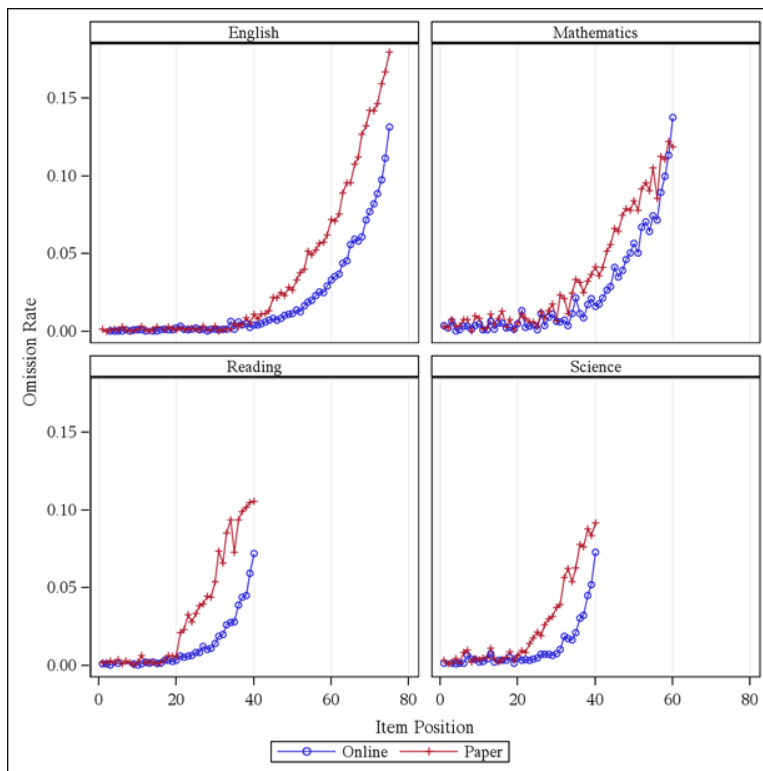 English
Mathematics
0.15
0.10
0.05
0.00
Omission Rate
Reading
Science
0.15
0.10
0.05
0.00
0 20 40 60 80 0 20 40 60 80
Item Position
Online Paper